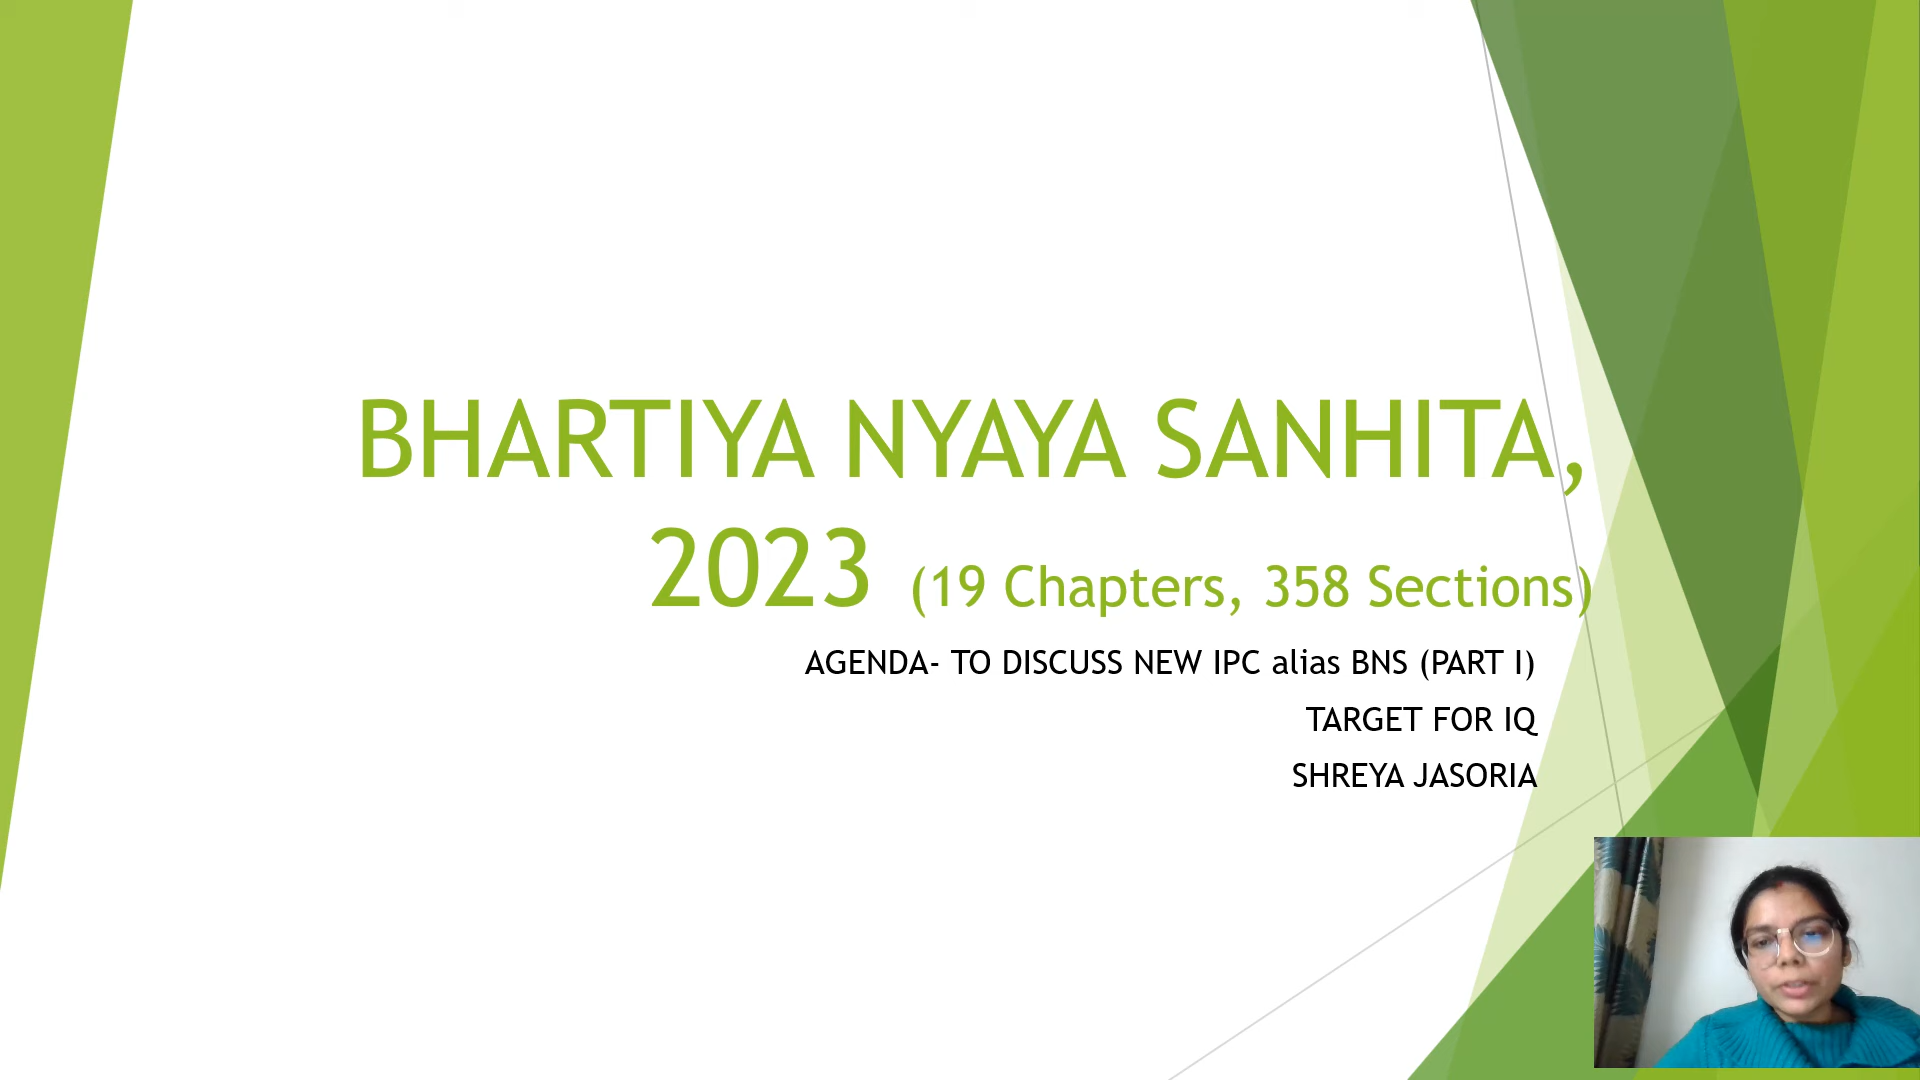 BHARTIYA NYAYA SANHITA,
2023 (19 Chapters, 358 Sections)
AGENDA- TO DISCUSS NEW IPC alias BNS (PART I)
TARGET FOR IQ
SHREYA JASORIA